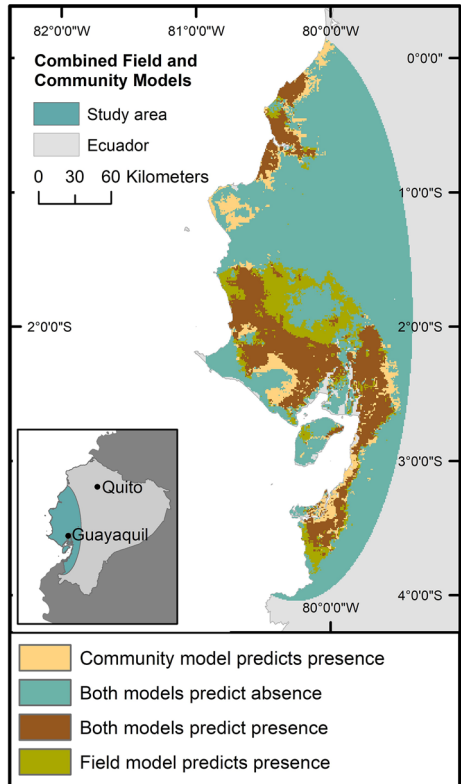 82°0'0"W 81°0'0"W 80°0'0"W
Combined Field and
Community Models
Study area
Ecuador
0 30 60 Kilometers
0°0'0"
1°0'0"S
2°0'0"S
2°0'0"S
3°0'0"S
4°0'0"S
80°0'0"W
Quito
Guayaquil
Community model predicts presence
Both models predict absence
Both models predict presence
Field model predicts presence